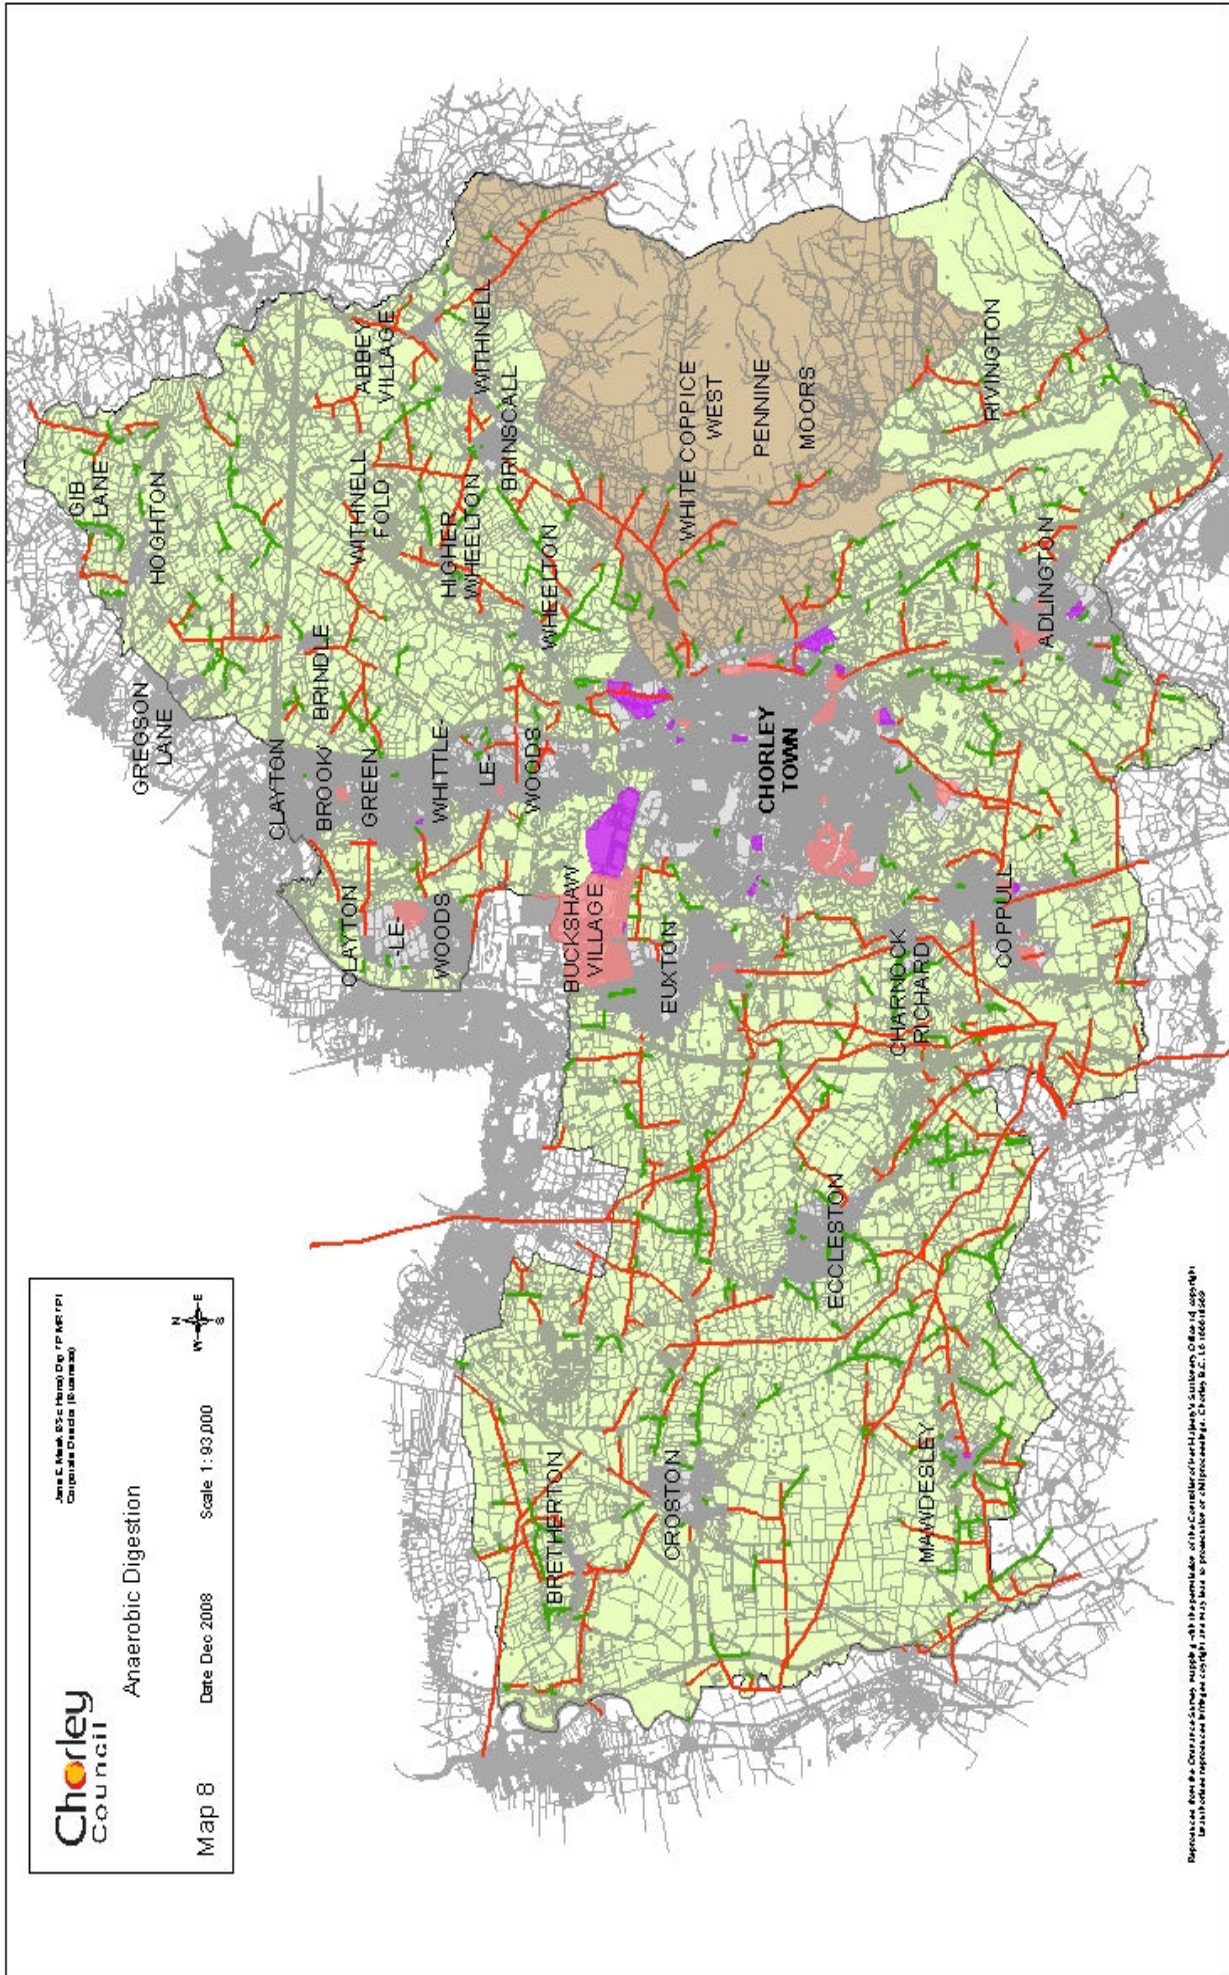 Chorley
Council
Anaerobic Digestion
Map 8
Date Dec 2008
Scale 1:93,000
N
W
E
S
GIB
LANE
HOGHTON
GREGSON
LANE
ABBEY
VILLAGE
WITHNELL
FOLD
WITHNELL
BRINSCALL
HIGHER
WHEELTON
WHEELTON
BRINDLE
CLAYTON
BROOK/
GREEN
WHITTLE-
LE-
WOODS
CLAYTON
-LE-
WOODS
BUCKSHAW
VILLAGE
EUXTON
CHORLEY
TOWN
WHITE COPPICE
WEST
PENNINE
MOORS
RIVINGTON
ADLINGTON
COPPULL
CHARNOCK
RICHARD
ECCLESTON
BRETHERTON
CROSTON
MAWDESLEY